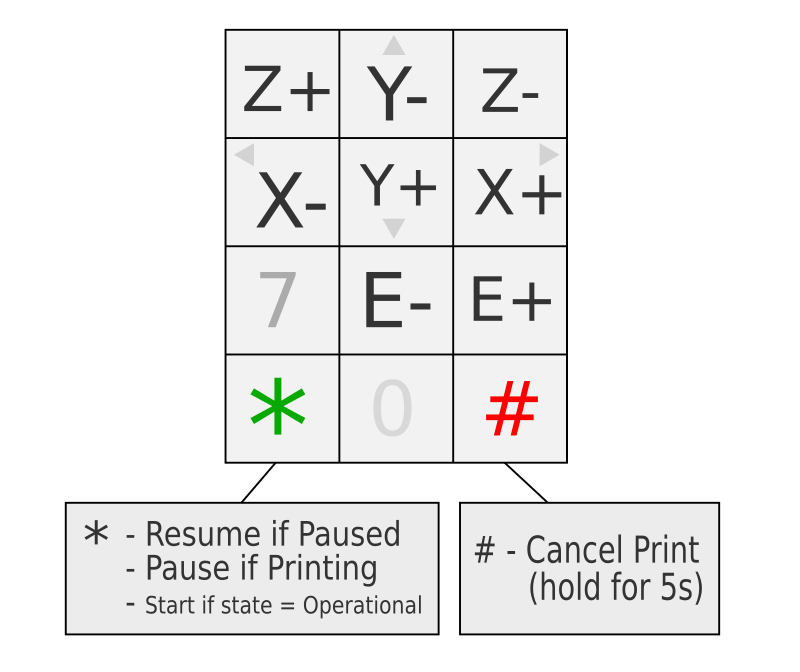 Z+ Y- Z-
X- Y+ X+
7 E- E+
* 0 #
* - Resume if Paused
- Pause if Printing
- Start if state = Operational
# - Cancel Print
(hold for 5s)